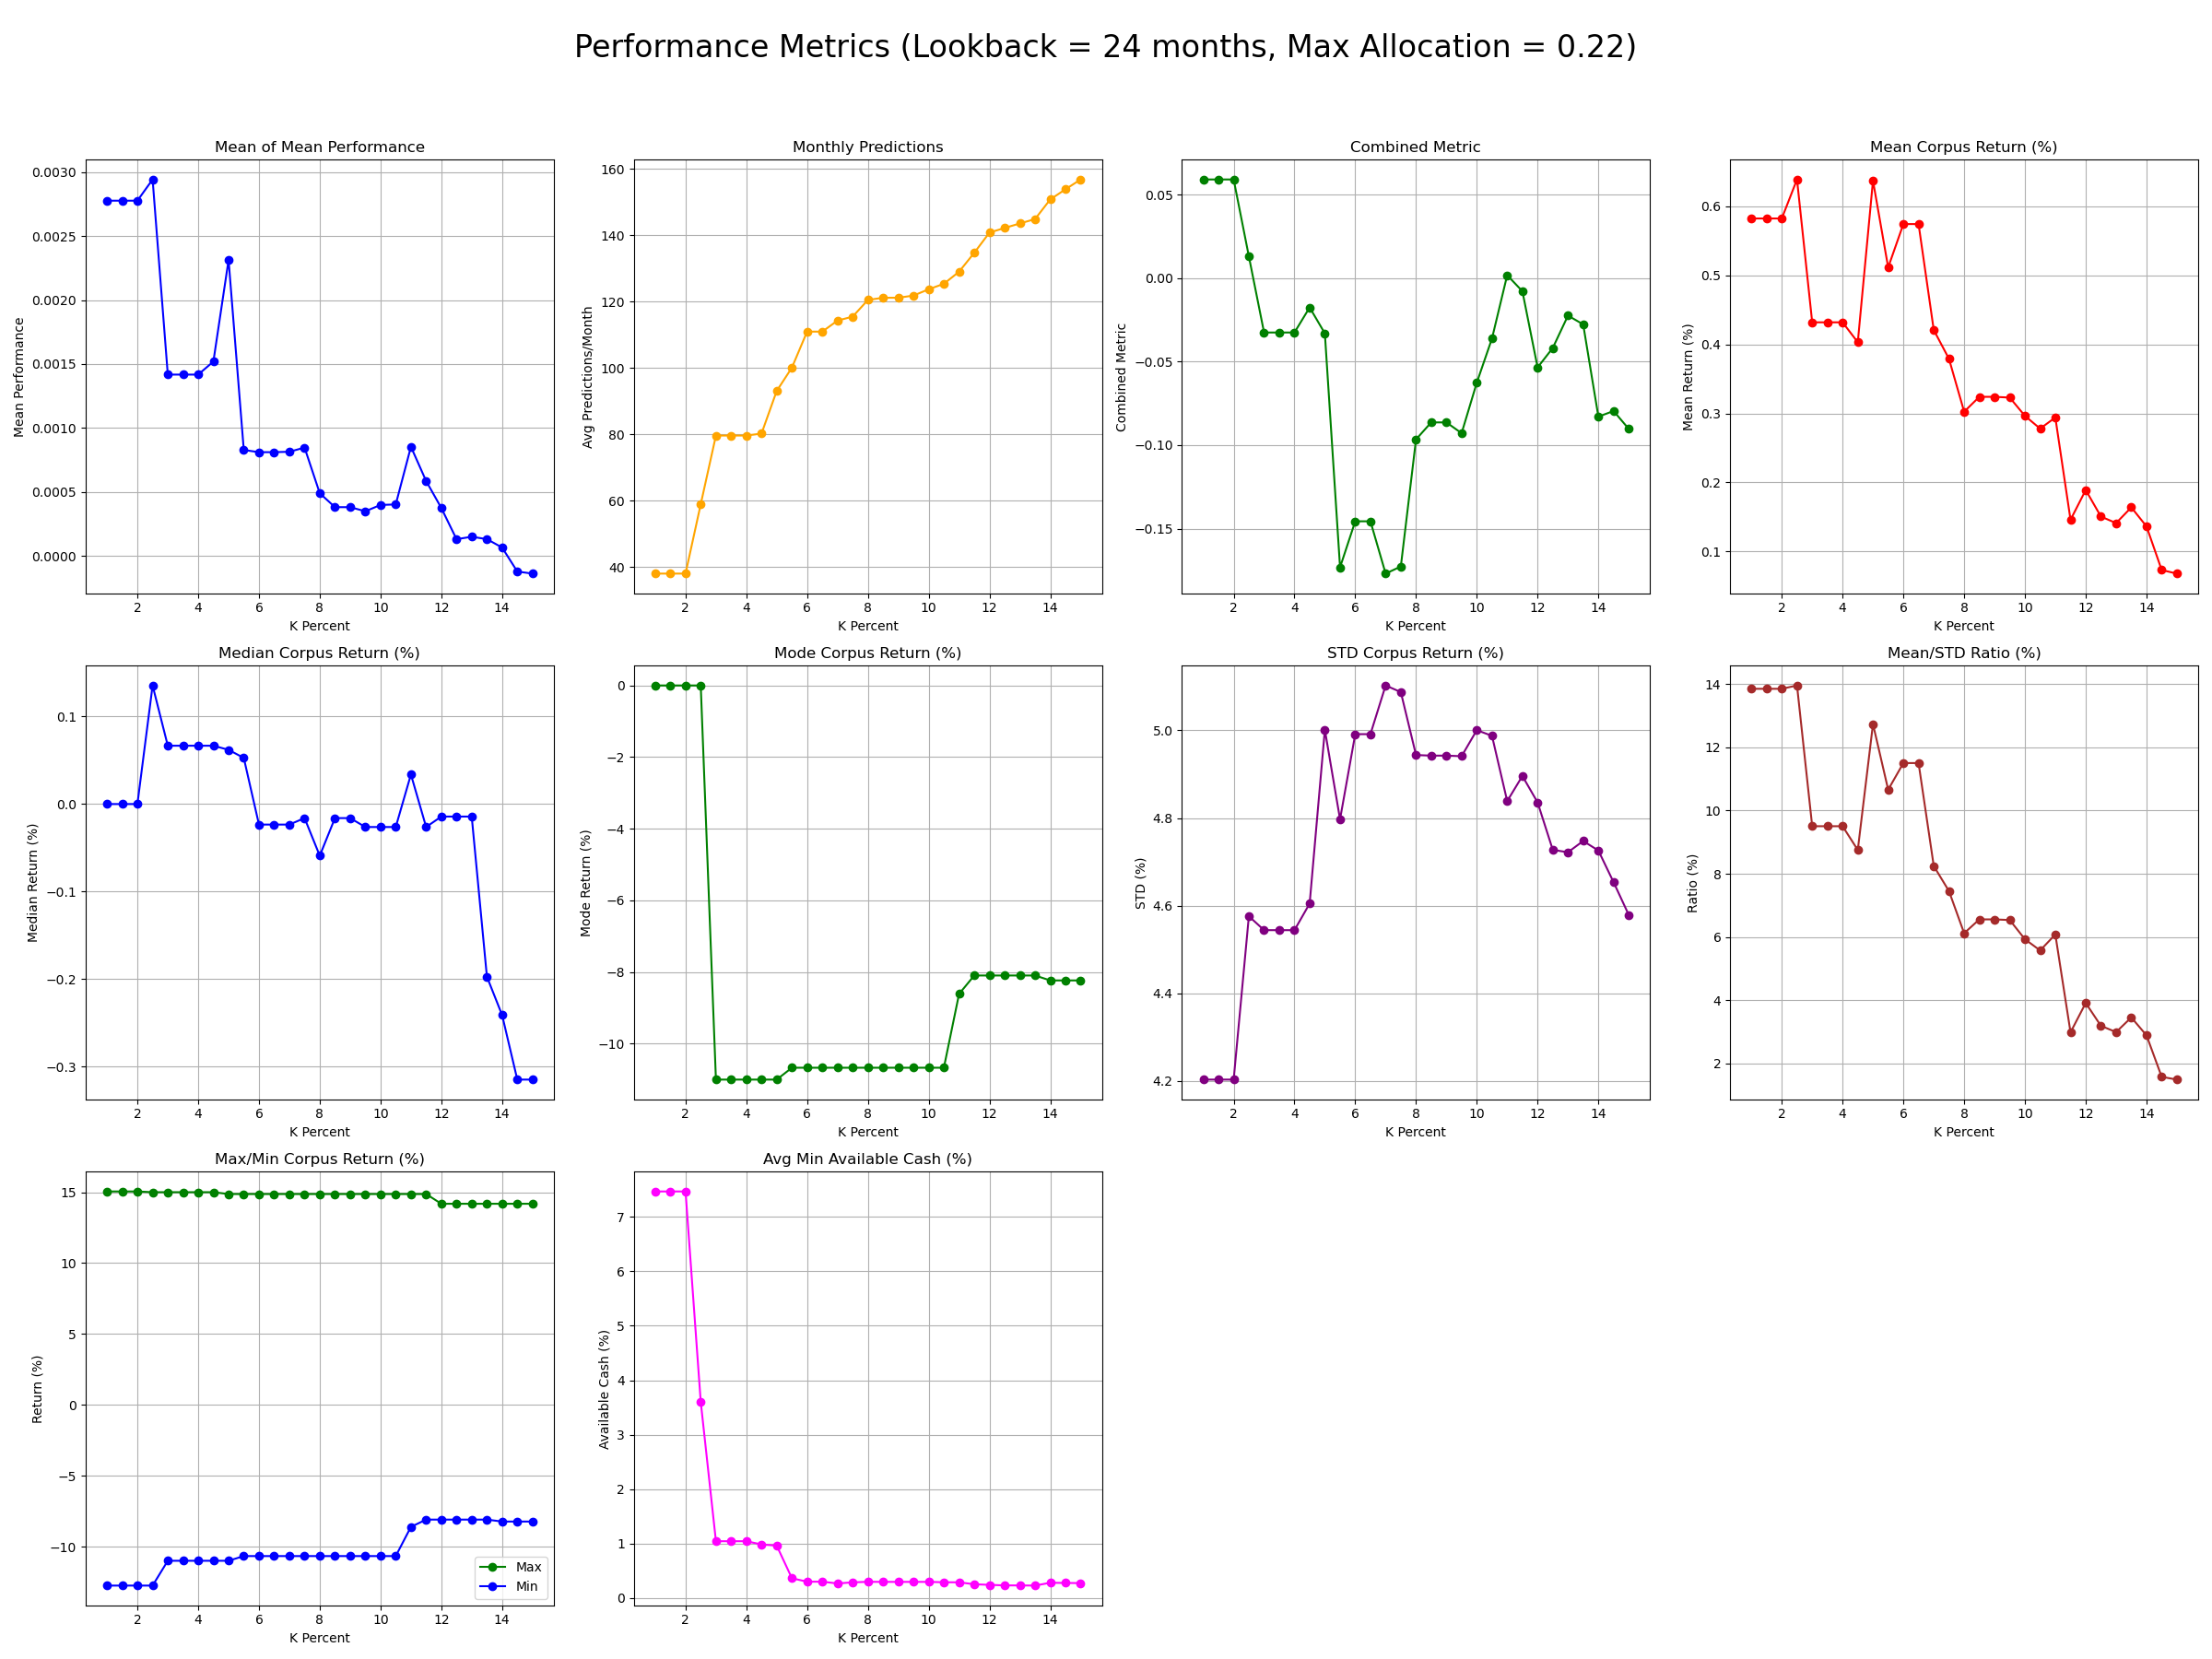 Performance Metrics (Lookback = 24 months, Max Allocation = 0.22)
Mean of Mean Performance
Mean Performance
0.0030
0.0025
0.0020
0.0015
0.0010
0.0005
0.0000
2 4 6 8 10 12 14
K Percent
Monthly Predictions
Avg Predictions/Month
160
140
120
100
80
60
40
2 4 6 8 10 12 14
K Percent
Combined Metric
Combined Metric
0.05
0.00
−0.05
−0.10
−0.15
2 4 6 8 10 12 14
K Percent
Mean Corpus Return (%)
Mean Return (%)
0.6
0.5
0.4
0.3
0.2
0.1
2 4 6 8 10 12 14
K Percent
Median Corpus Return (%)
Median Return (%)
0.1
0.0
−0.1
−0.2
−0.3
2 4 6 8 10 12 14
K Percent
Mode Corpus Return (%)
Mode Return (%)
0
−2
−4
−6
−8
−10
2 4 6 8 10 12 14
K Percent
STD Corpus Return (%)
STD (%)
5.0
4.8
4.6
4.4
4.2
2 4 6 8 10 12 14
K Percent
Mean/STD Ratio (%)
Ratio (%)
14
12
10
8
6
4
2
2 4 6 8 10 12 14
K Percent
Max/Min Corpus Return (%)
Return (%)
15
10
5
0
−5
−10
Max
Min
2 4 6 8 10 12 14
K Percent
Avg Min Available Cash (%)
Available Cash (%)
7
6
5
4
3
2
1
0
2 4 6 8 10 12 14
K Percent